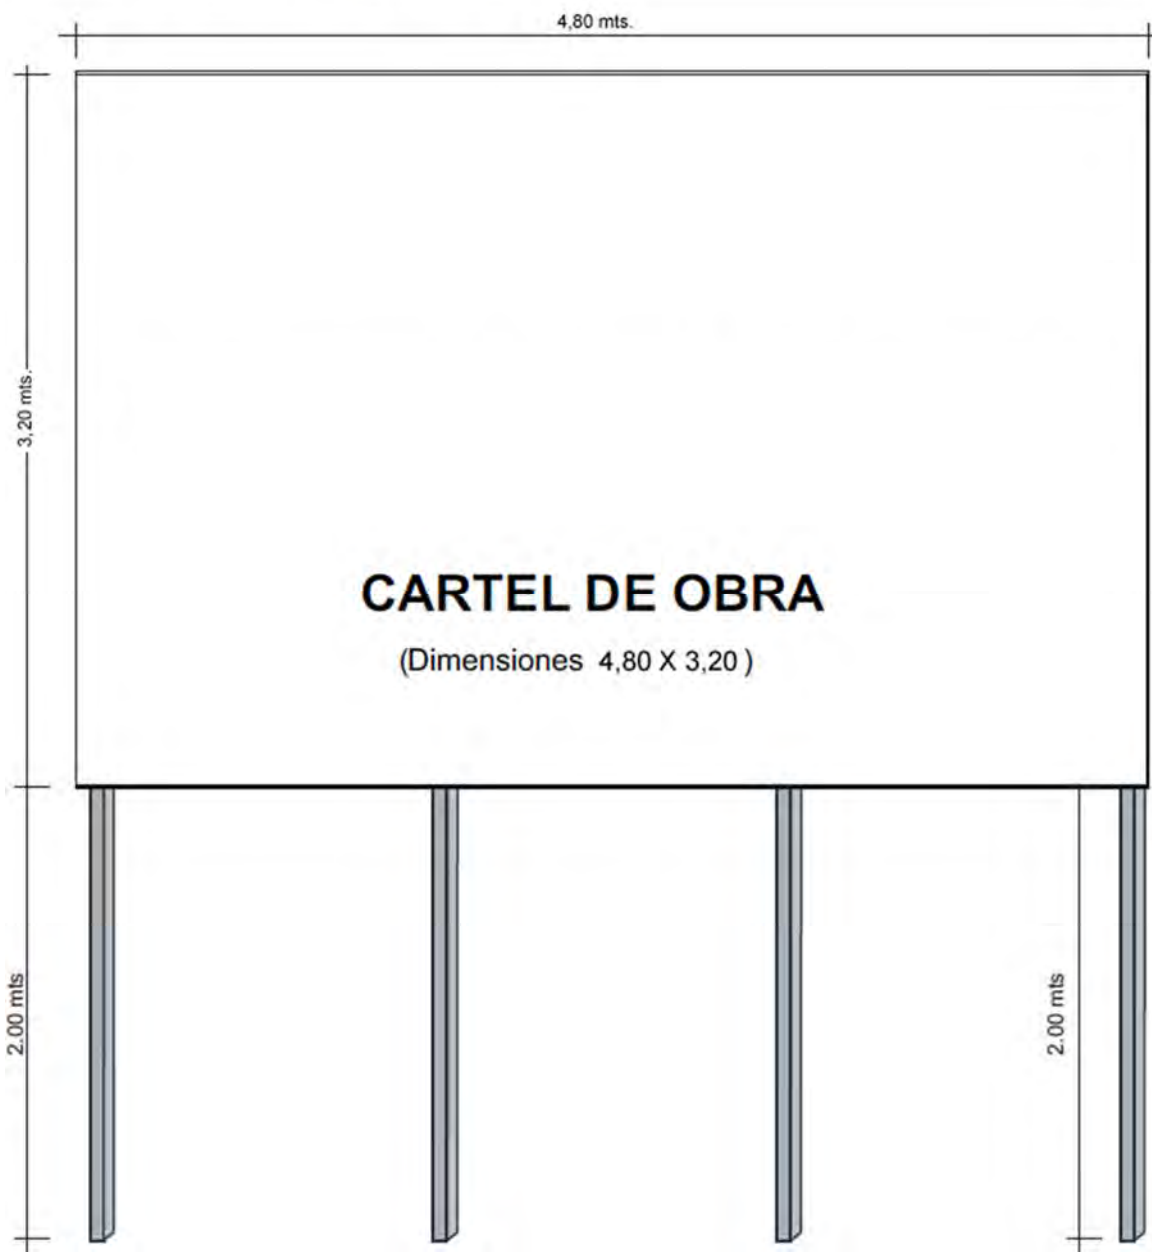 4,80 mts.
3,20 mts.
CARTEL DE OBRA
(Dimensiones 4,80 X 3,20 )
2.00 mts
2.00 mts